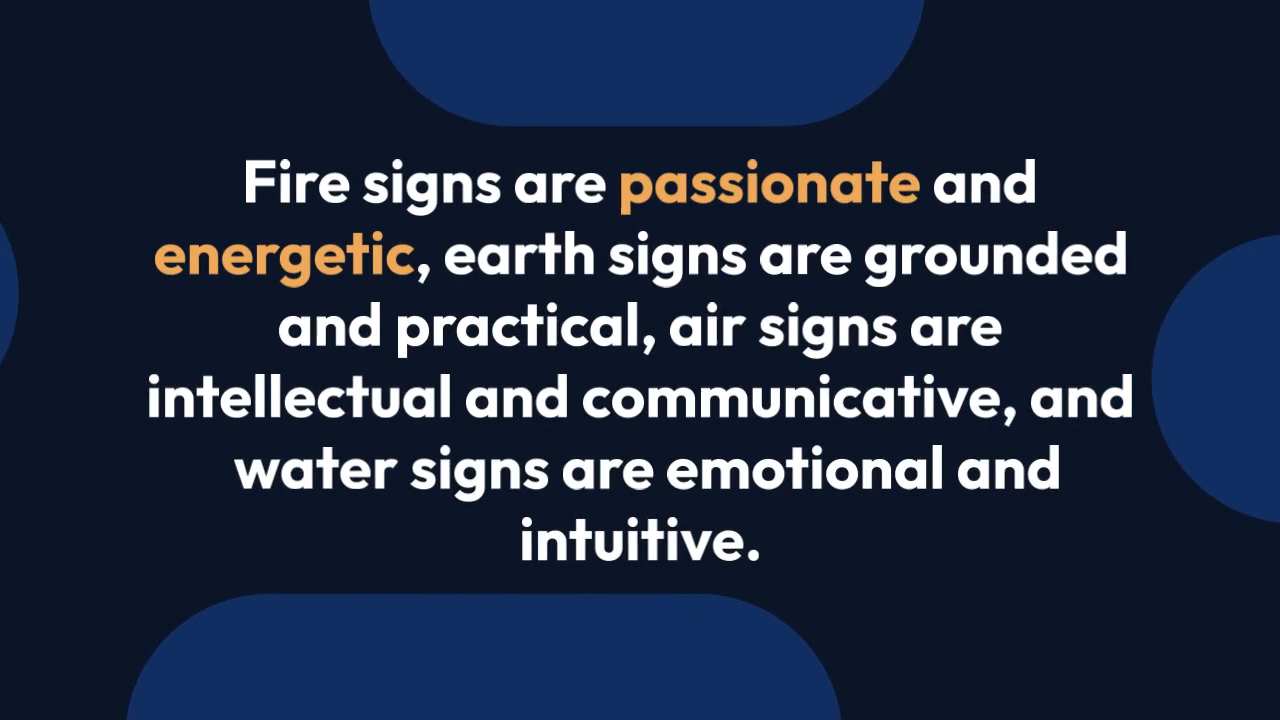 Fire signs are passionate and
energetic, earth signs are grounded
and practical, air signs are
intellectual and communicative, and
water signs are emotional and
intuitive.